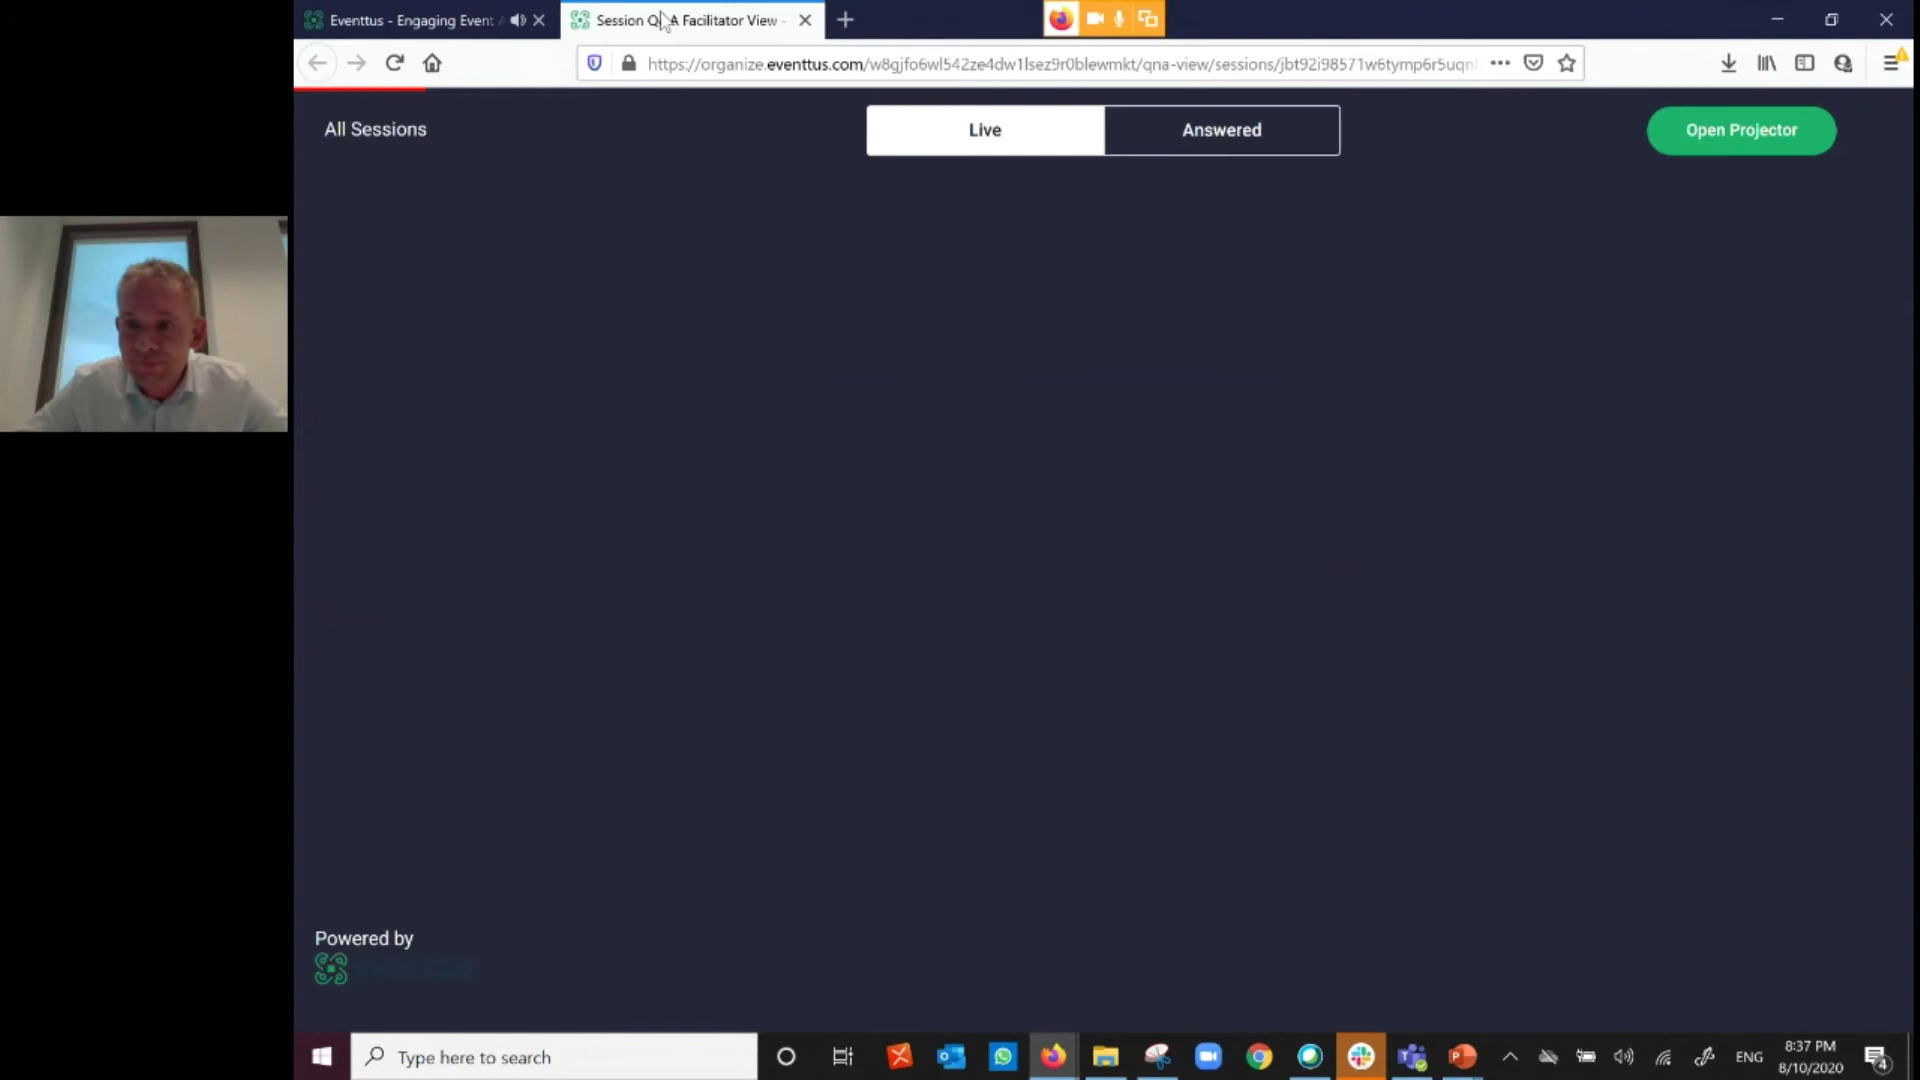 Eventtus - Engaging Event
Session Q&A Facilitator View -
https://organize.eventtus.com/w8gjfo6wl542ze4dw1lsez9r0blewmkt/qna-view/sessions/jbt92i98571w6tymp6r5uqn
All Sessions
Live
Answered
Open Projector
Powered by
Type here to search
ENG
8:37 PM
8/10/2020
4